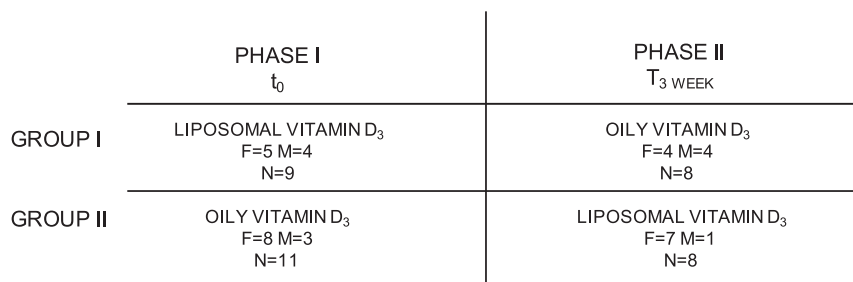 PHASE I
t₀
PHASE II
T₃ WEEK
GROUP I
LIPOSOMAL VITAMIN D₃
F=5 M=4
N=9
OILY VITAMIN D₃
F=4 M=4
N=8
GROUP II
OILY VITAMIN D₃
F=8 M=3
N=11
LIPOSOMAL VITAMIN D₃
F=7 M=1
N=8